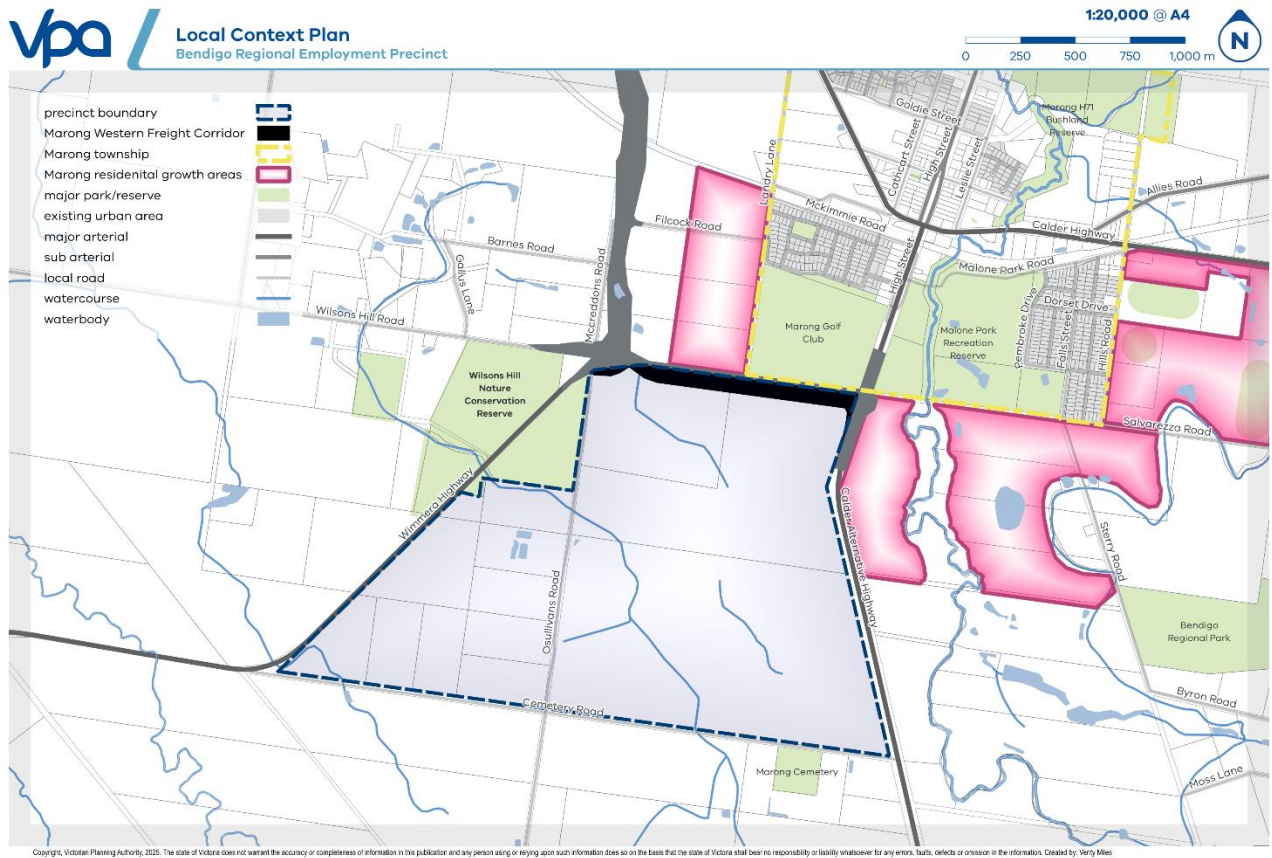 vpa
Local Context Plan
Bendigo Regional Employment Precinct
1:20,000 @ A4
0 250 500 750 1,000 m
N
precinct boundary
Marong Western Freight Corridor
Marong township
Marong residenital growth areas
major park/reserve
existing urban area
major arterial
sub arterial
local road
watercourse
waterbody
Goldie Street
Cathcart Street
High Street
Leslie Street
Marong H71
Bushland
Reserve
Landry Lane
Allies Road
McKimmie Road
Filcock Road
Calder Highway
Barnes Road
Gallus Lane
Mccreddons Road
High Street
Malone Park Road
Wilsons Hill Road
Pembroke Drive
Dorset Drive
Falls Street
Hills Road
Marong Golf
Club
Malone Park
Recreation
Reserve
Wilsons Hill
Nature
Conservation
Reserve
Salvarezza Road
Wimmera Highway
Calder Alternative Highway
Sterry Road
Osullivans Road
Bendigo
Regional Park
Byron Road
Cemetery Road
Marong Cemetery
Moss Lane
Copyright, Victorian Planning Authority, 2025. The state of Victoria does not warrant the accuracy or completeness of information in this publication and any person using or relying upon such information does so on the basis that the state of Victoria shall bear no responsibility or liability whatsoever for any errors, faults, defects or omission in the information. Created by: Verity Miles